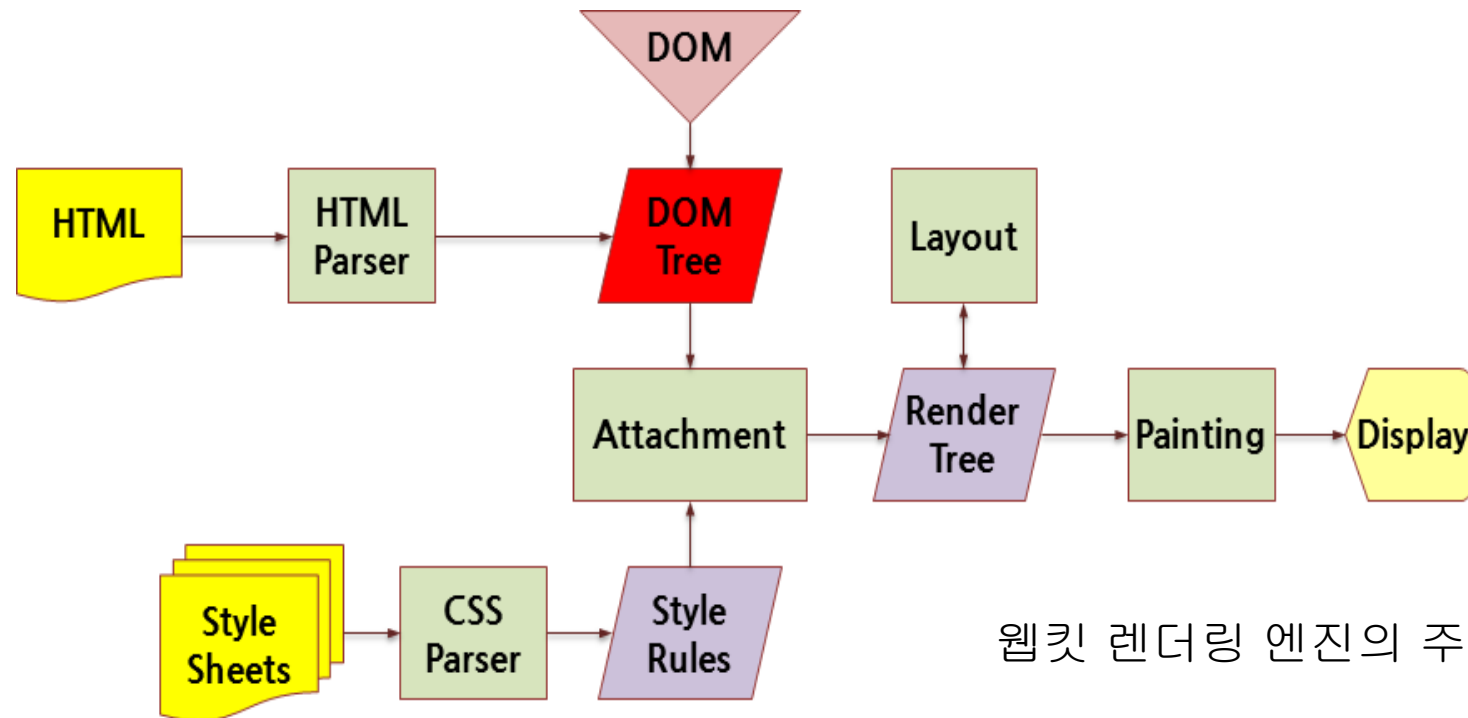 DOM
HTML
HTML
Parser
DOM
Tree
Layout
Attachment
Render
Tree
Painting
Display
Style
Sheets
CSS
Parser
Style
Rules
웹킷 렌더링 엔진의 주